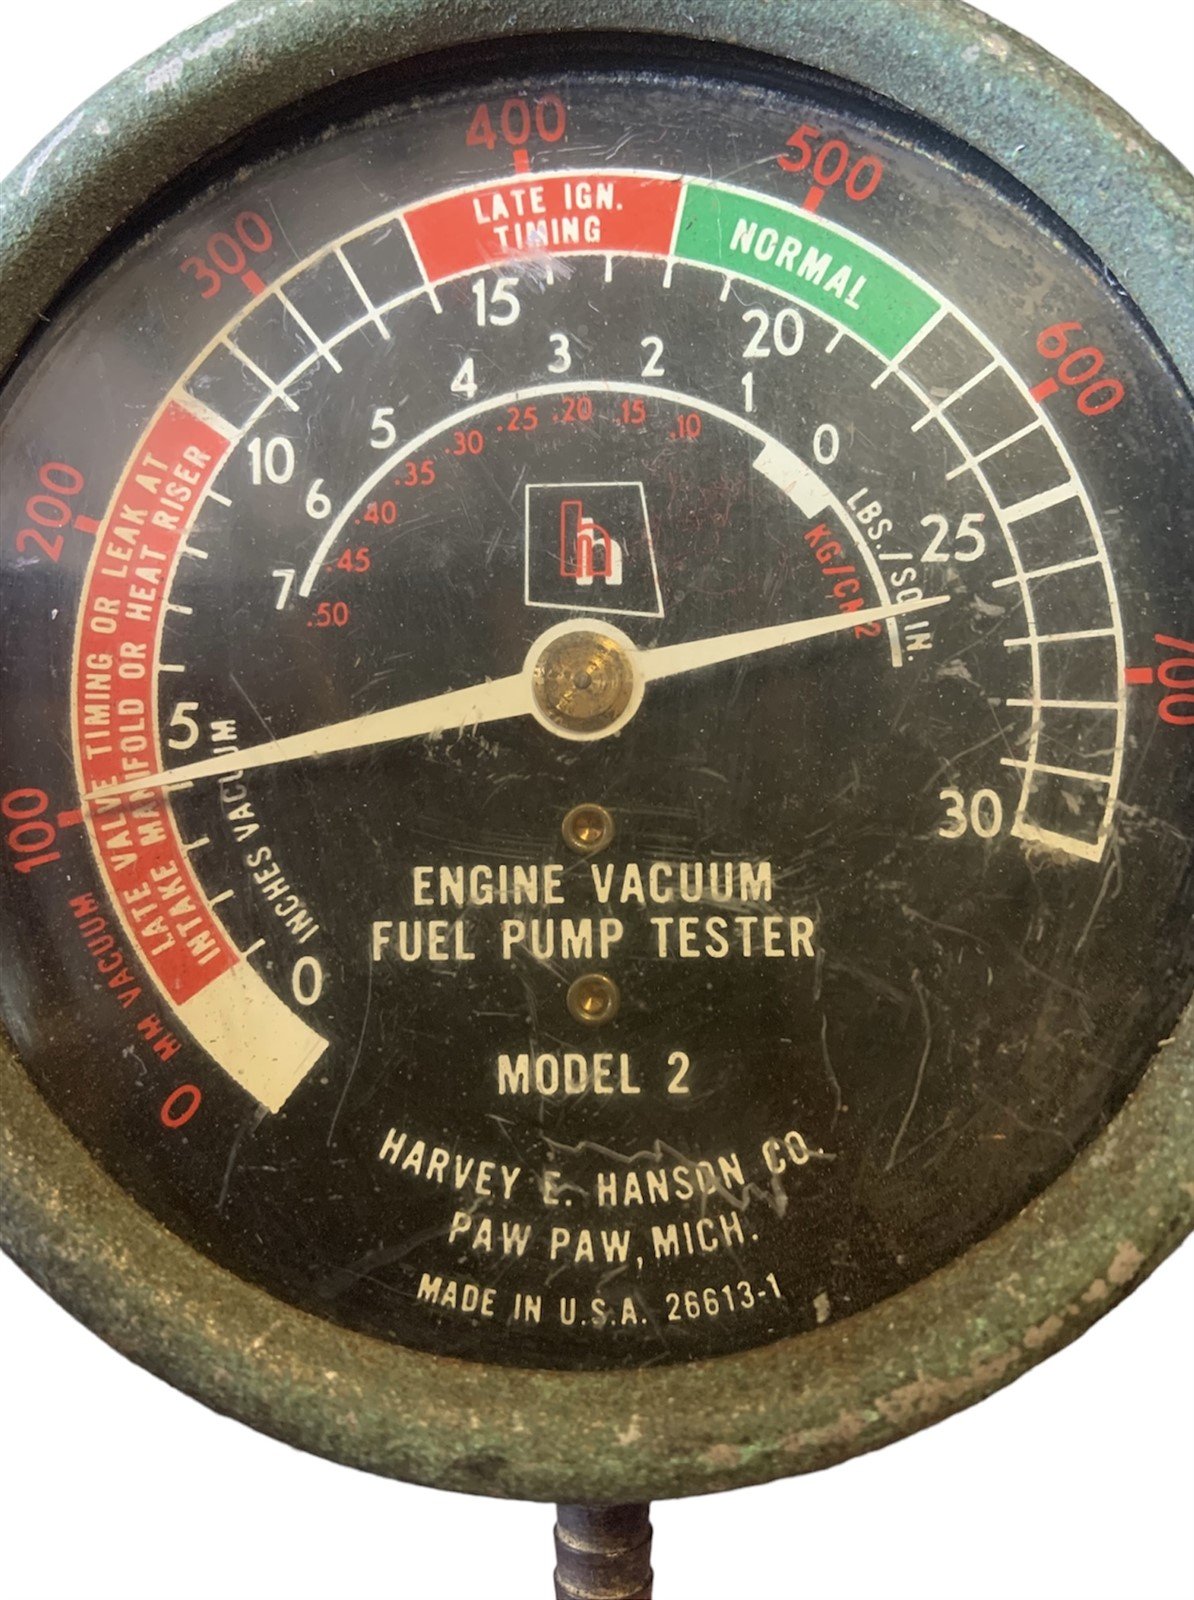 400
500
300
600
200
700
100
0 MM VACUUM
LATE IGN.
TIMING
NORMAL
LATE VALVE TIMING OR LEAK AT
INTAKE MANIFOLD OR HEAT RISER
0
5
10
15
20
25
30
INCHES VACUUM
7
6
5
4
3
2
1
0
LBS./SQ. IN.
.50
.45
.40
.35
.30
.25
.20
.15
.10
KG/CM2
h
ENGINE VACUUM
FUEL PUMP TESTER
MODEL 2
HARVEY E. HANSON CO.
PAW PAW, MICH.
MADE IN U.S.A. 26613-1